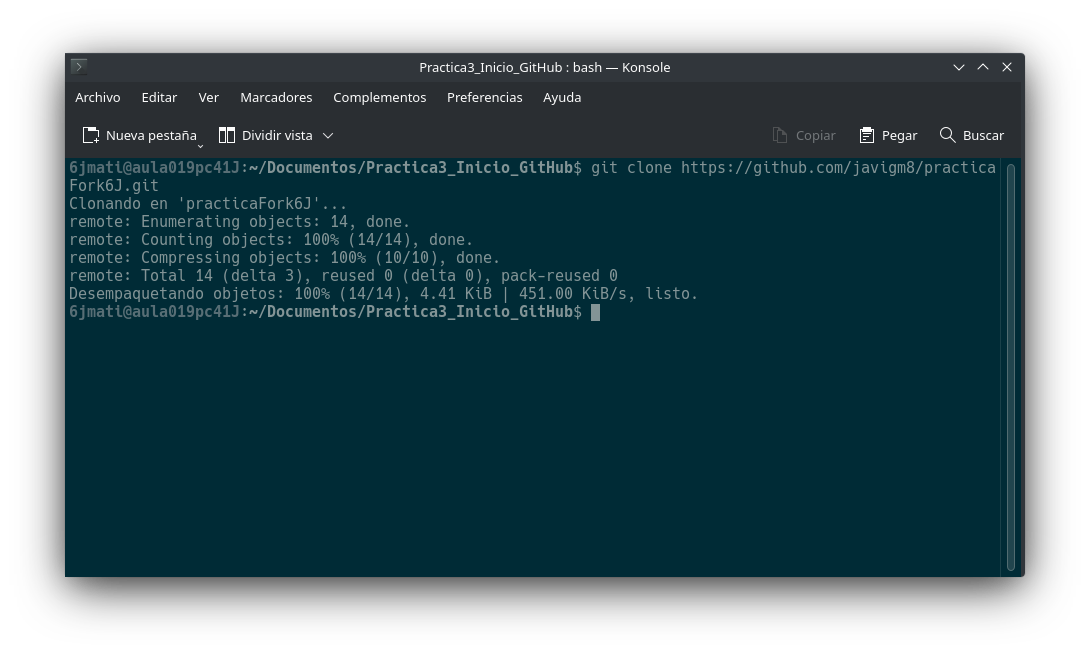 Practica3_Inicio_GitHub : bash — Konsole
Archivo Editar Ver Marcadores Complementos Preferencias Ayuda
Nueva pestaña Dividir vista Copiar Pegar Buscar
6jmati@aula019pc41J:~/Documentos/Practica3_Inicio_GitHub$ git clone https://github.com/javigm8/practica
Fork6J.git
Clonando en 'practicaFork6J'...
remote: Enumerating objects: 14, done.
remote: Counting objects: 100% (14/14), done.
remote: Compressing objects: 100% (10/10), done.
remote: Total 14 (delta 3), reused 0 (delta 0), pack-reused 0
Desempaquetando objetos: 100% (14/14), 4.41 KiB | 451.00 KiB/s, listo.
6jmati@aula019pc41J:~/Documentos/Practica3_Inicio_GitHub$